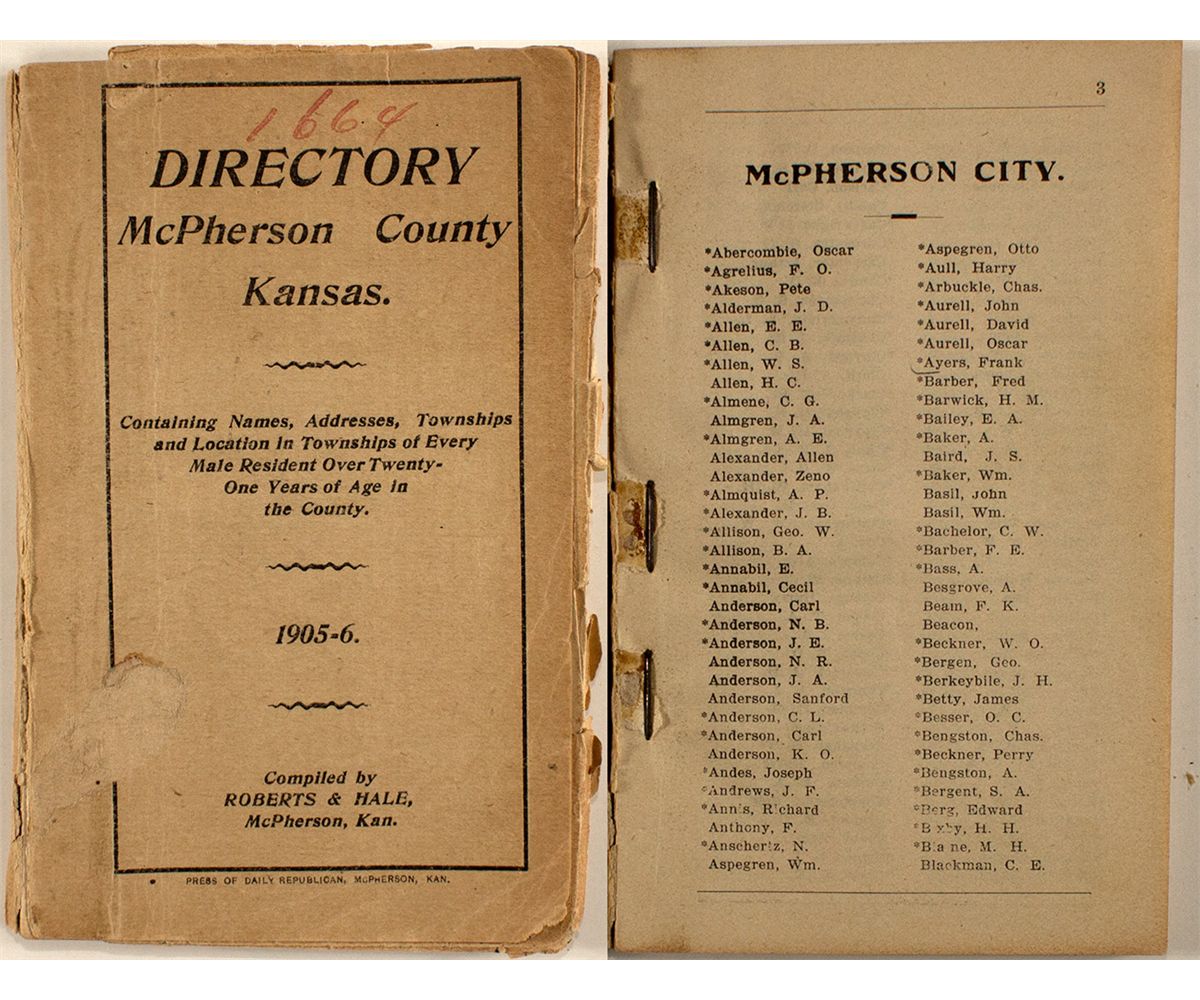 1664
DIRECTORY
McPherson County
Kansas.
Containing Names, Addresses, Townships
and Location in Townships of Every
Male Resident Over Twenty-
One Years of Age in
the County.
1905-6.
Compiled by
ROBERTS & HALE,
McPherson, Kan.
PRESS OF DAILY REPUBLICAN, McPHERSON, KAN.
3
McPHERSON CITY.
*Abercombie, Oscar
*Agrelius, F. O.
*Akeson, Pete
*Alderman, J. D.
*Allen, E. E.
*Allen, C. B.
*Allen, W. S.
Allen, H. C.
*Almene, C. G.
Almgren, J. A.
*Almgren, A. E.
Alexander, Allen
Alexander, Zeno
*Almquist, A. P.
*Alexander, J. B.
*Allison, Geo. W.
*Allison, B. A.
*Annabil, E.
*Annabil, Cecil
Anderson, Carl
*Anderson, N. B.
*Anderson, J. E.
Anderson, N. R.
Anderson, J. A.
Anderson, Sanford
*Anderson, C. L.
*Anderson, Carl
Anderson, K. O.
*Andes, Joseph
*Andrews, J. F.
*Annis, Richard
Anthony, F.
*Anschertz, N.
Aspegren, Wm.
*Aspegren, Otto
*Aull, Harry
*Arbuckle, Chas.
*Aurell, John
*Aurell, David
*Aurell, Oscar
*Ayers, Frank
*Barber, Fred
*Barwick, H. M.
*Bailey, E. A.
*Baker, A.
Baird, J. S.
*Baker, Wm.
Basil, John
Basil, Wm.
*Bachelor, C. W.
*Barber, F. E.
*Bass, A.
Besgrove, A.
Beam, F. K.
Beacon,
*Beckner, W. O.
*Bergen, Geo.
*Berkeybile, J. H.
*Betty, James
*Besser, O. C.
*Bengston, Chas.
*Beckner, Perry
*Bengston, A.
*Bergent, S. A.
*Berg, Edward
*Bixby, H. H.
*Blaine, M. H.
Blackman, C. E.